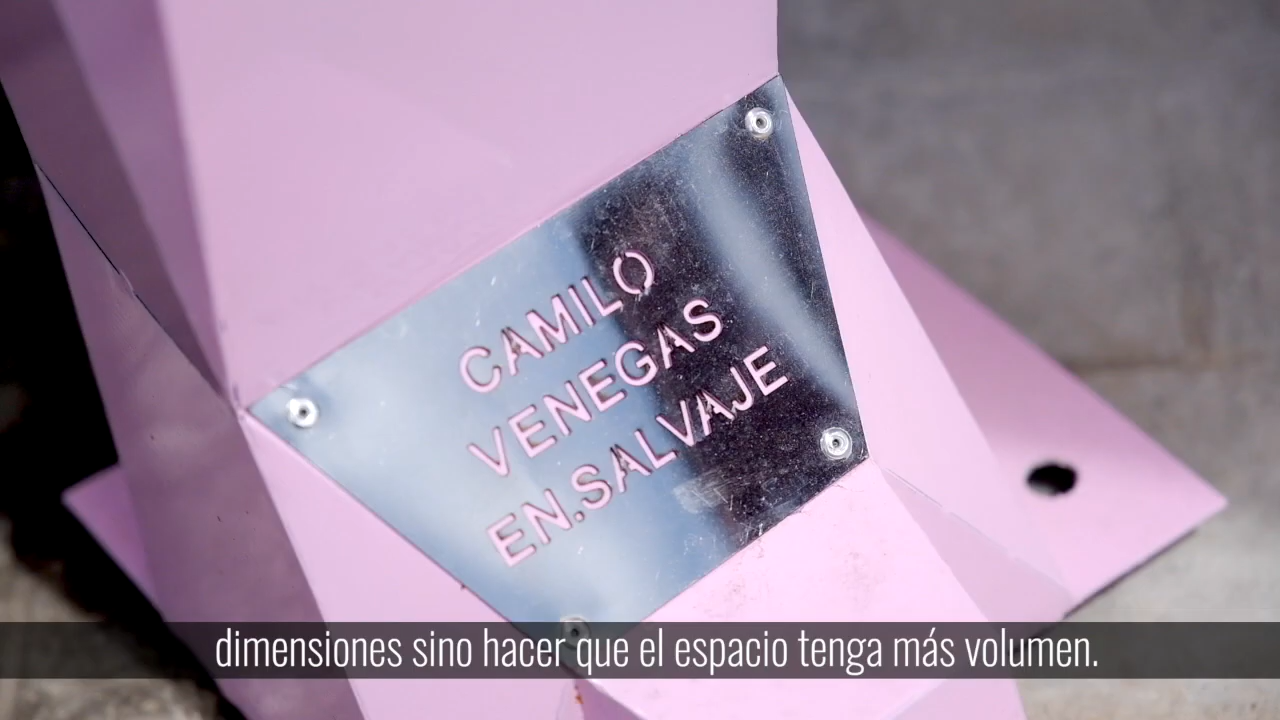 CAMILO
VENEGAS
EN.SALVAJE
dimensiones sino hacer que el espacio tenga más volumen.